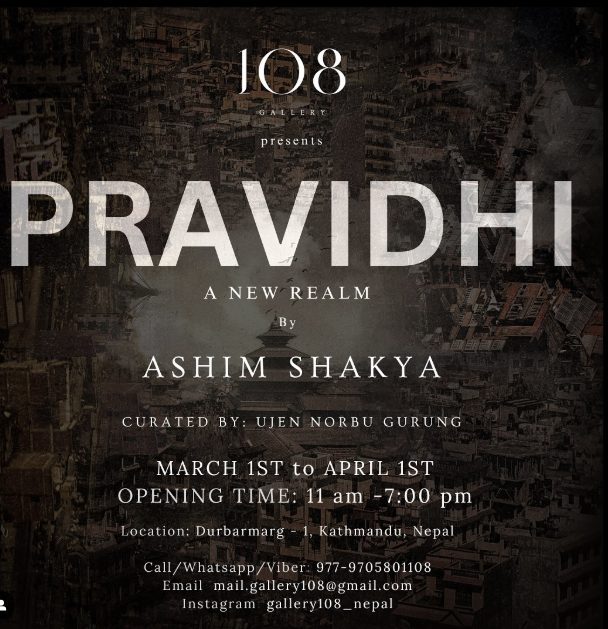 108
GALLERY
presents
PRAVIDHI
A NEW REALM
By
ASHIM SHAKYA
CURATED BY: UJEN NORBU GURUNG
MARCH 1ST to APRIL 1ST
OPENING TIME: 11 am -7:00 pm
Location: Durbarmarg - 1, Kathmandu, Nepal
Call/Whatsapp/Viber: 977-9705801108
Email mail.gallery108@gmail.com
Instagram gallery108_nepal